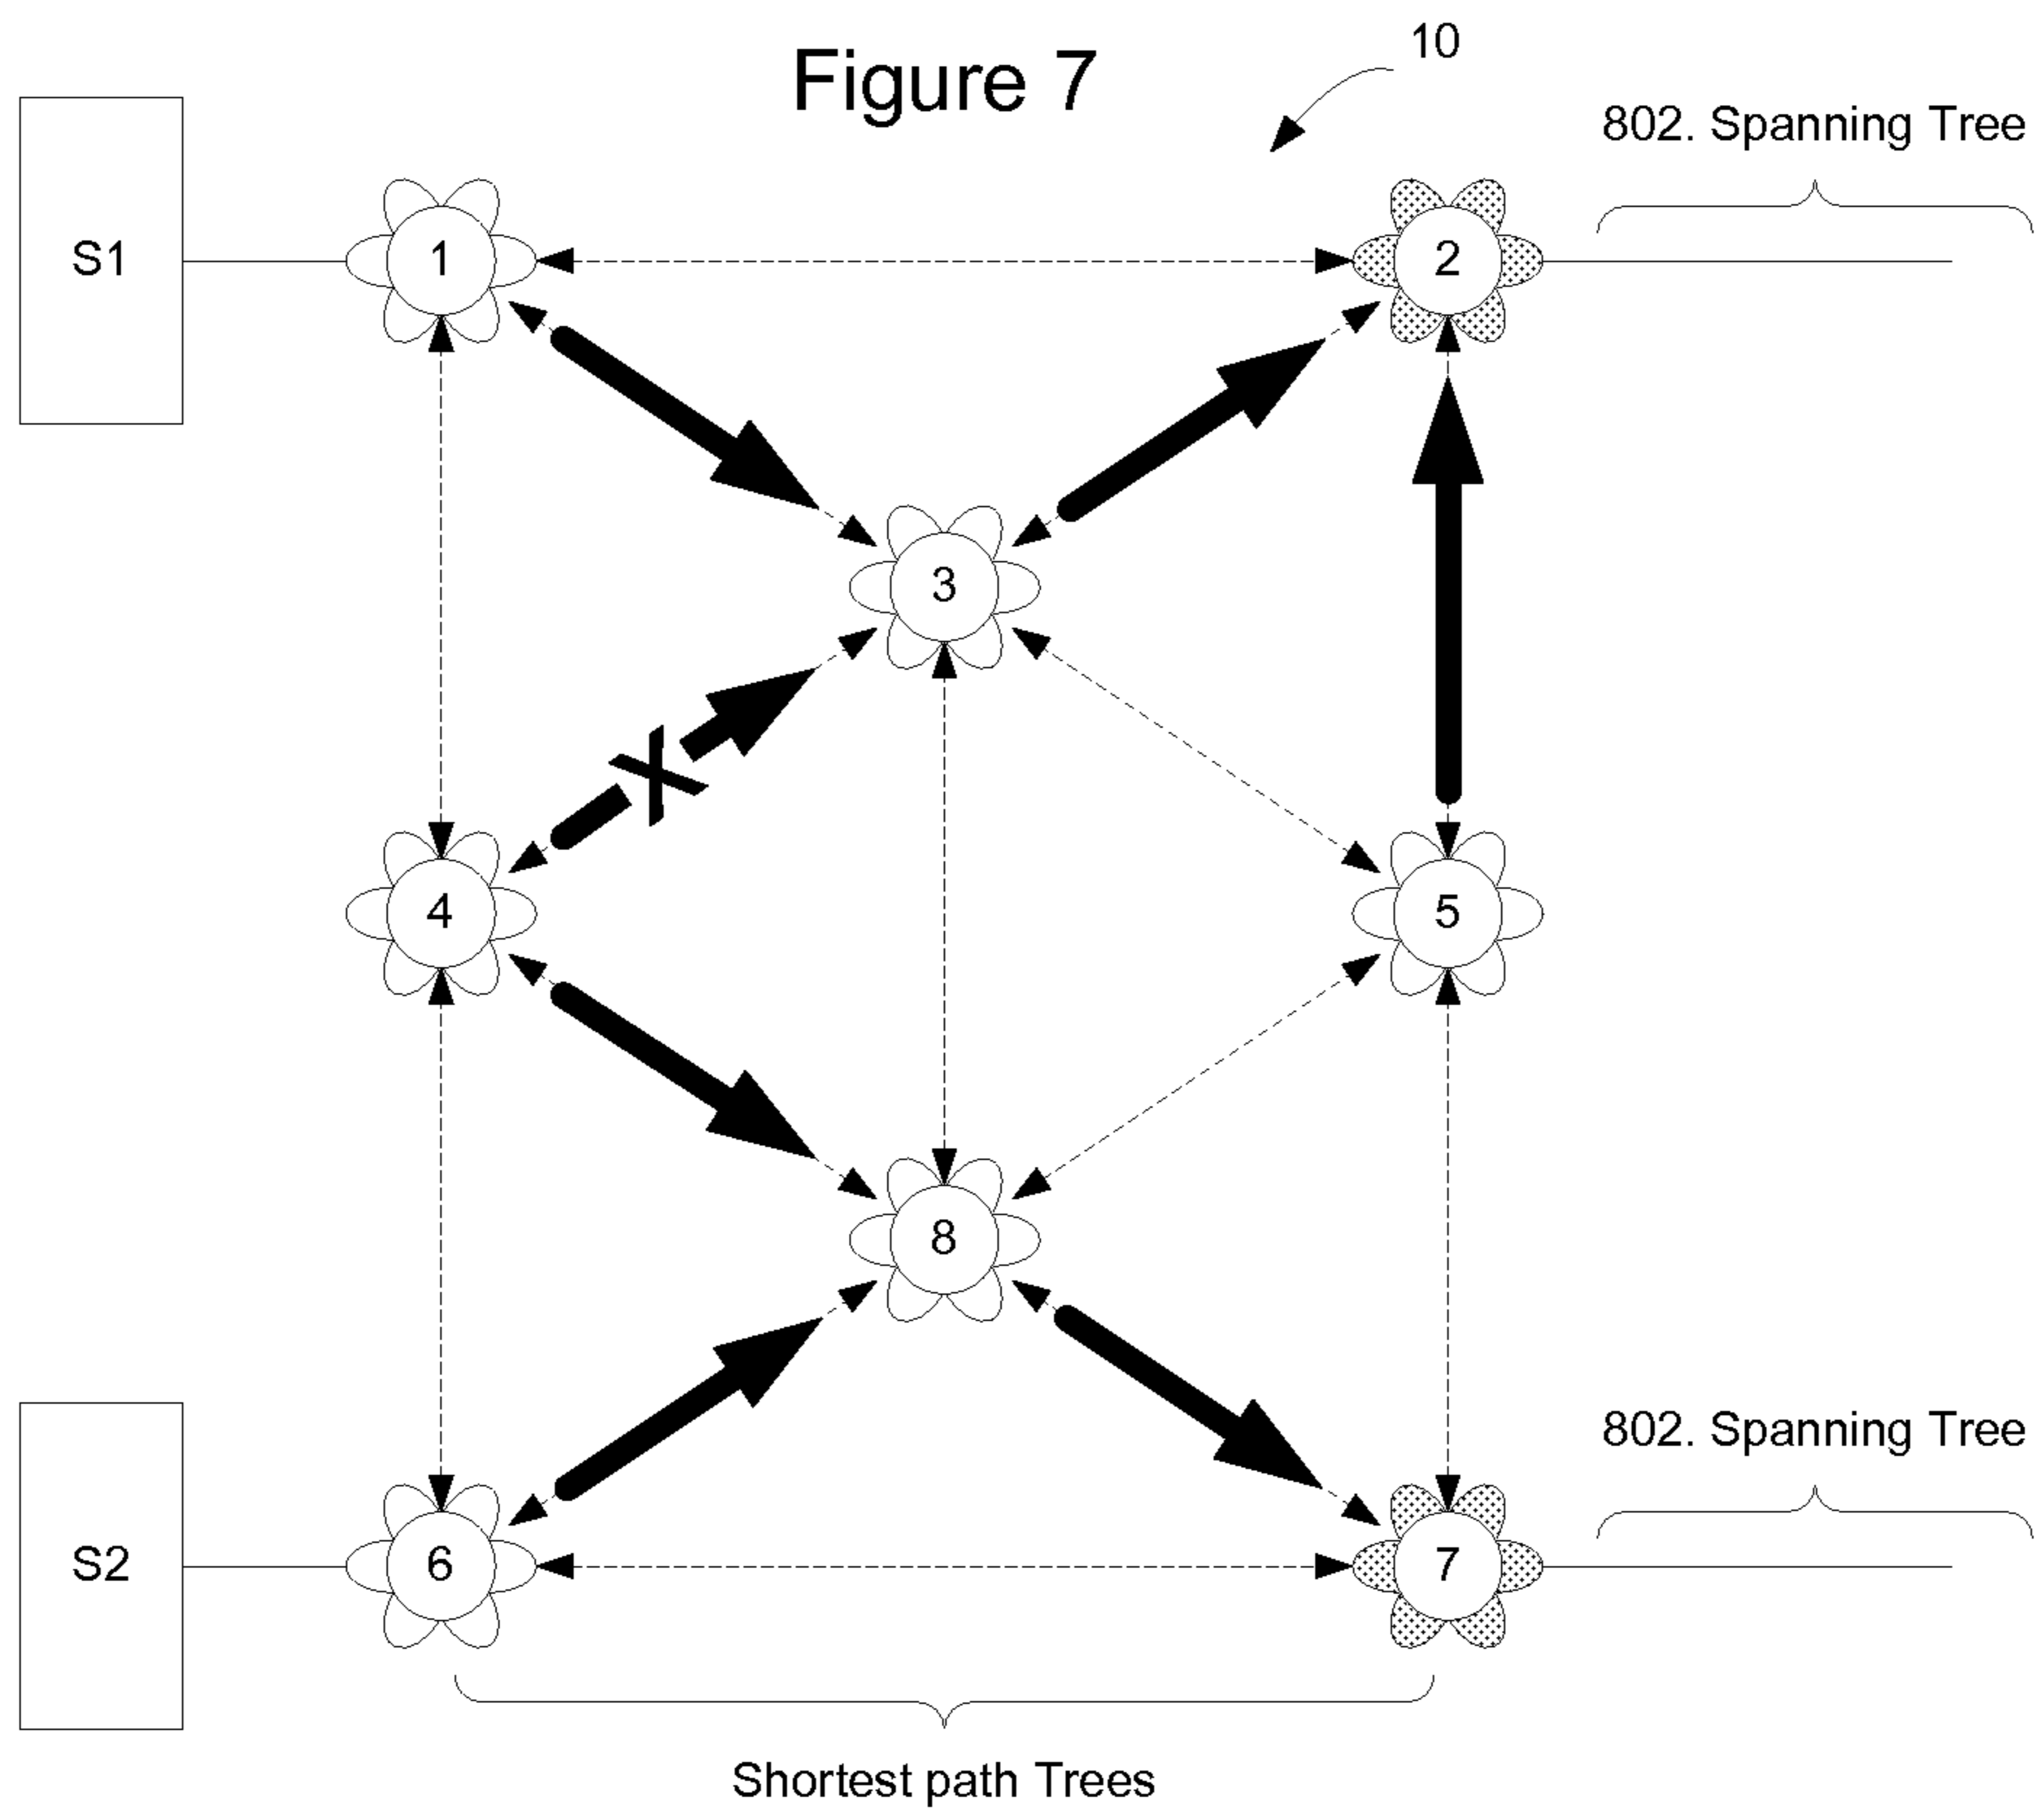 Figure 7
10
802. Spanning Tree
S1
1
2
3
X
4
5
8
802. Spanning Tree
S2
6
7
Shortest path Trees